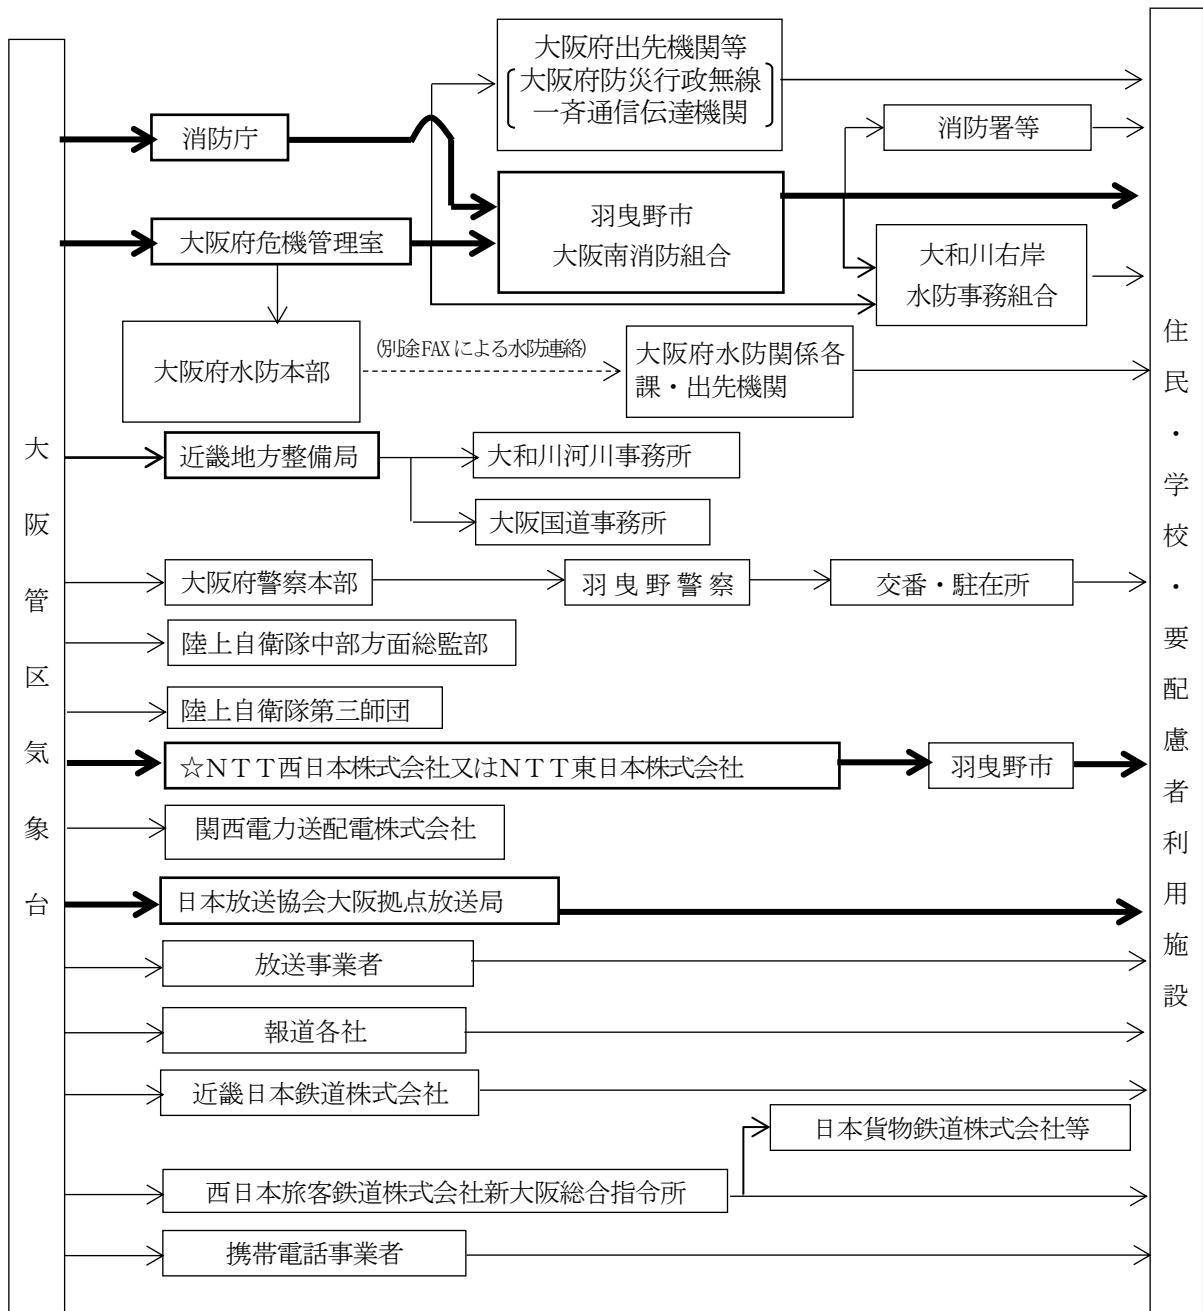 大阪管区気象台
大阪府出先機関等
大阪府防災行政無線
一斉通信伝達機関
消防庁
消防署等
羽曳野市
大阪南消防組合
大阪府危機管理室
大和川右岸
水防事務組合
大阪府水防本部
(別途FAXによる水防連絡)
大阪府水防関係各
課・出先機関
近畿地方整備局
大和川河川事務所
大阪国道事務所
大阪府警察本部
羽曳野警察
交番・駐在所
陸上自衛隊中部方面総監部
陸上自衛隊第三師団
☆NTT西日本株式会社又はNTT東日本株式会社
羽曳野市
関西電力送配電株式会社
日本放送協会大阪拠点放送局
放送事業者
報道各社
近畿日本鉄道株式会社
日本貨物鉄道株式会社等
西日本旅客鉄道株式会社新大阪総合指令所
携帯電話事業者
住民・学校・要配慮者利用施設